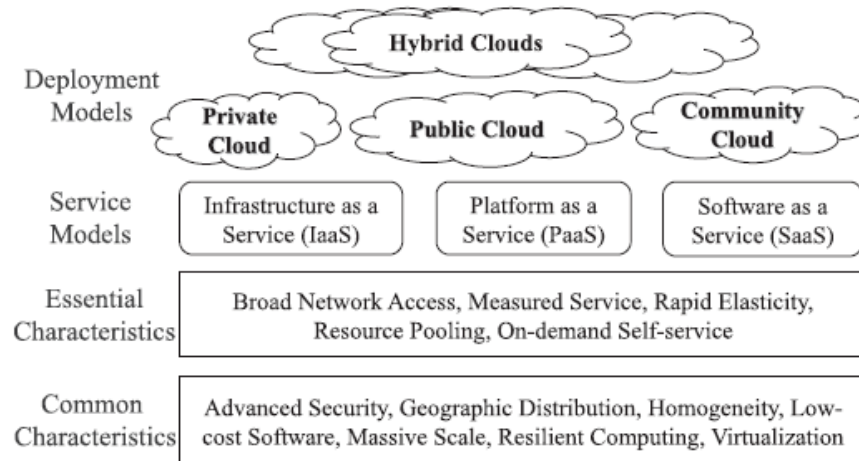 Hybrid Clouds
Deployment
Models
Private
Cloud
Public Cloud
Community
Cloud
Service
Models
Infrastructure as a
Service (IaaS)
Platform as a
Service (PaaS)
Software as a
Service (SaaS)
Essential
Characteristics
Broad Network Access, Measured Service, Rapid Elasticity,
Resource Pooling, On-demand Self-service
Common
Characteristics
Advanced Security, Geographic Distribution, Homogeneity, Low-
cost Software, Massive Scale, Resilient Computing, Virtualization